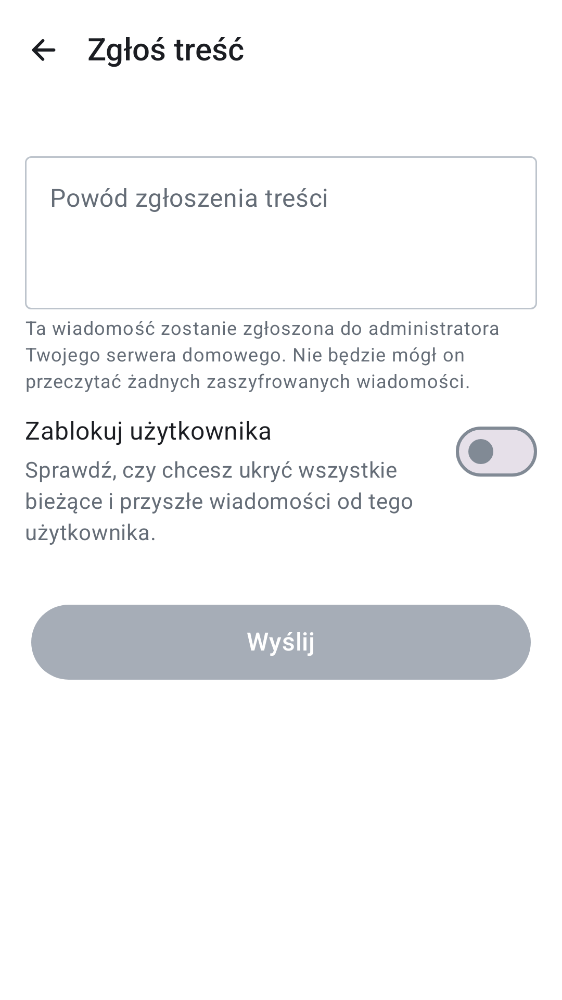 Zgłoś treść
Powód zgłoszenia treści
Ta wiadomość zostanie zgłoszona do administratora
Twojego serwera domowego. Nie będzie mógł on
przeczytać żadnych zaszyfrowanych wiadomości.
Zablokuj użytkownika
Sprawdź, czy chcesz ukryć wszystkie
bieżące i przyszłe wiadomości od tego
użytkownika.
Wyślij